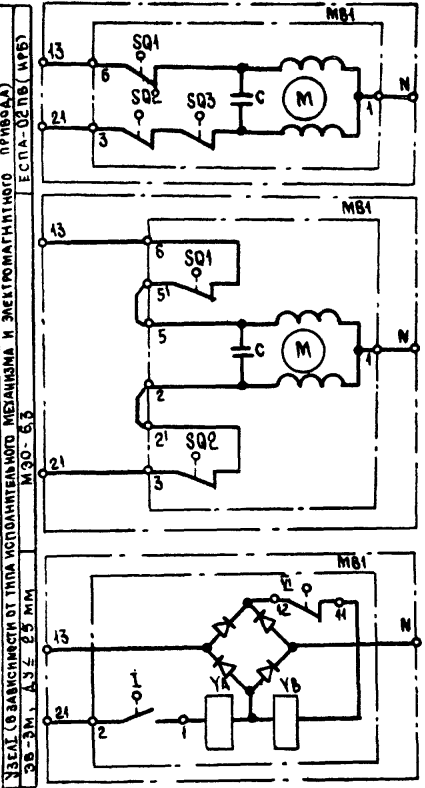 УЗЕЛ I (В ЗАВИСИМОСТИ ОТ ТИПА ИСПОЛНИТЕЛЬНОГО МЕХАНИЗМА И ЭЛЕКТРОМАГНИТНОГО ПРИВОДА)
ЕСПА-02ПВ (НРБ)
МВ1
13
6
SQ1
SQ2
SQ3
C
M
1
N
21
3
МЭО-6,3
МВ1
13
6
SQ1
5'
5
C
M
1
N
2
2'
SQ2
21
3
ЭВ-3М, ДУ≤ 25 ММ
МВ1
13
12
11
N
I
YA
YB
21
2
1